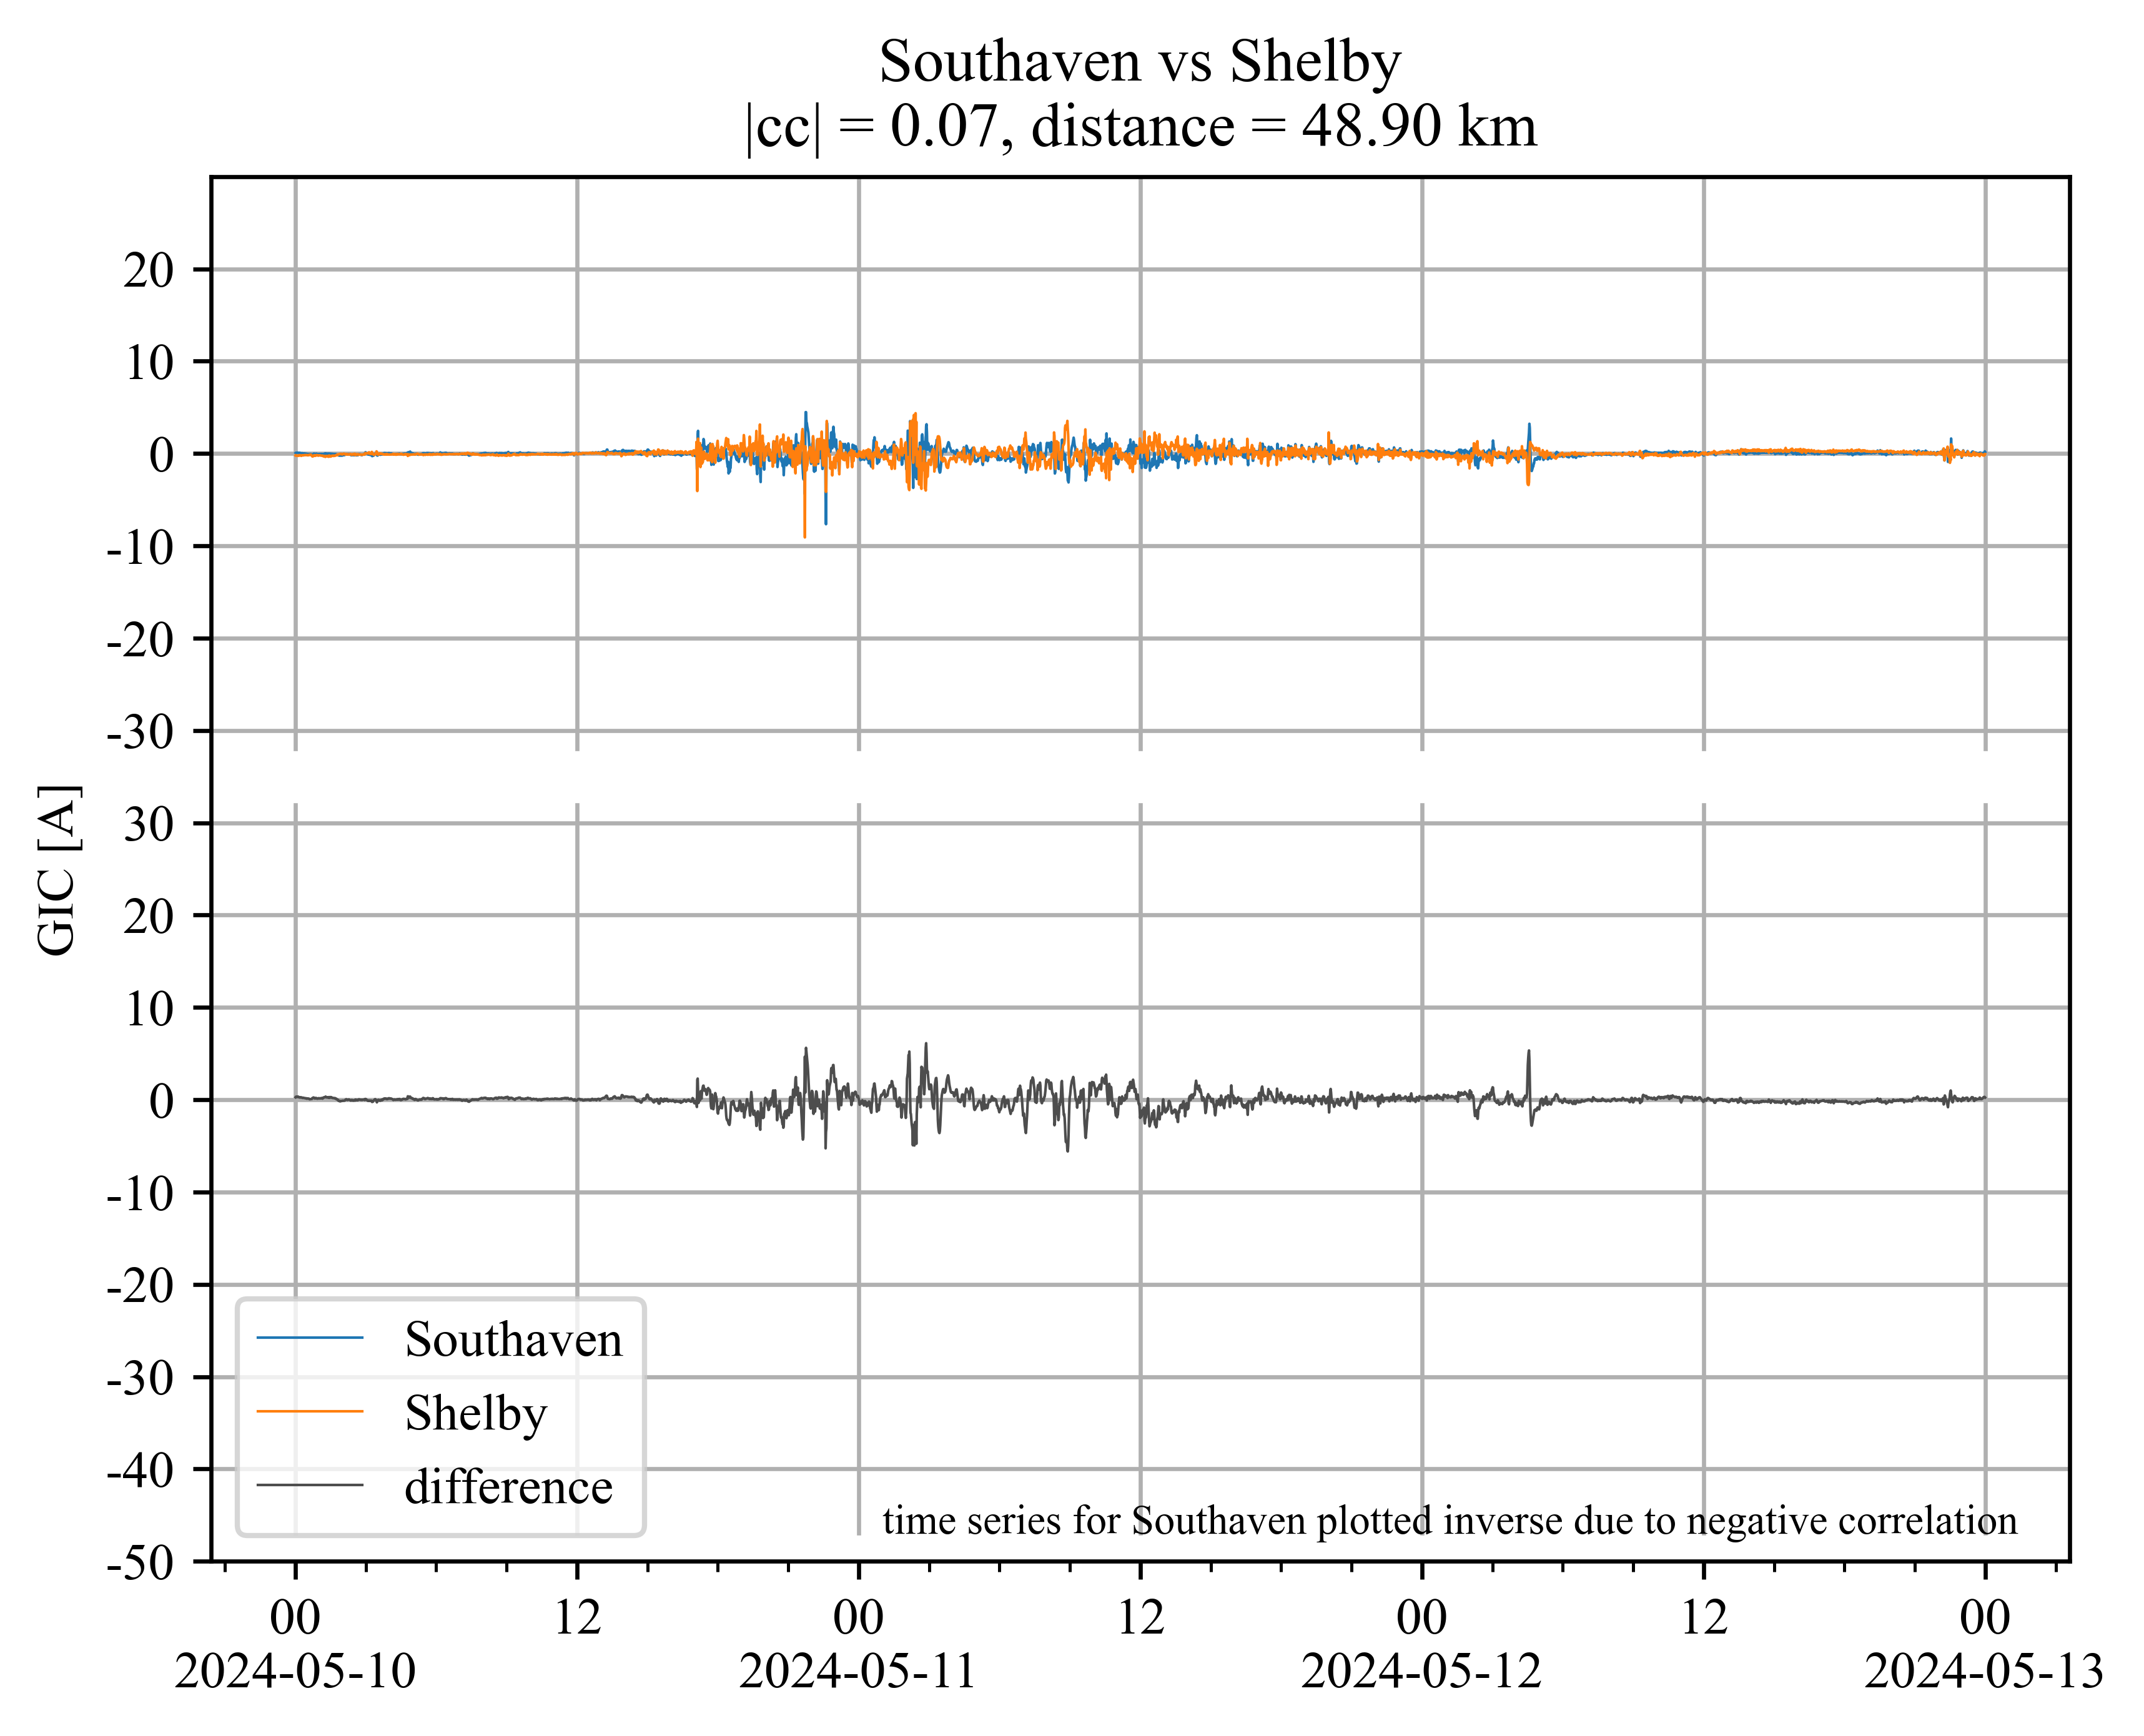 Southaven vs Shelby
|cc| = 0.07, distance = 48.90 km
20
10
0
-10
-20
-30
30
20
10
0
-10
-20
-30
-40
-50
GIC [A]
Southaven
Shelby
difference
time series for Southaven plotted inverse due to negative correlation
00 12 00 12 00 12 00
2024-05-10 2024-05-11 2024-05-12 2024-05-13